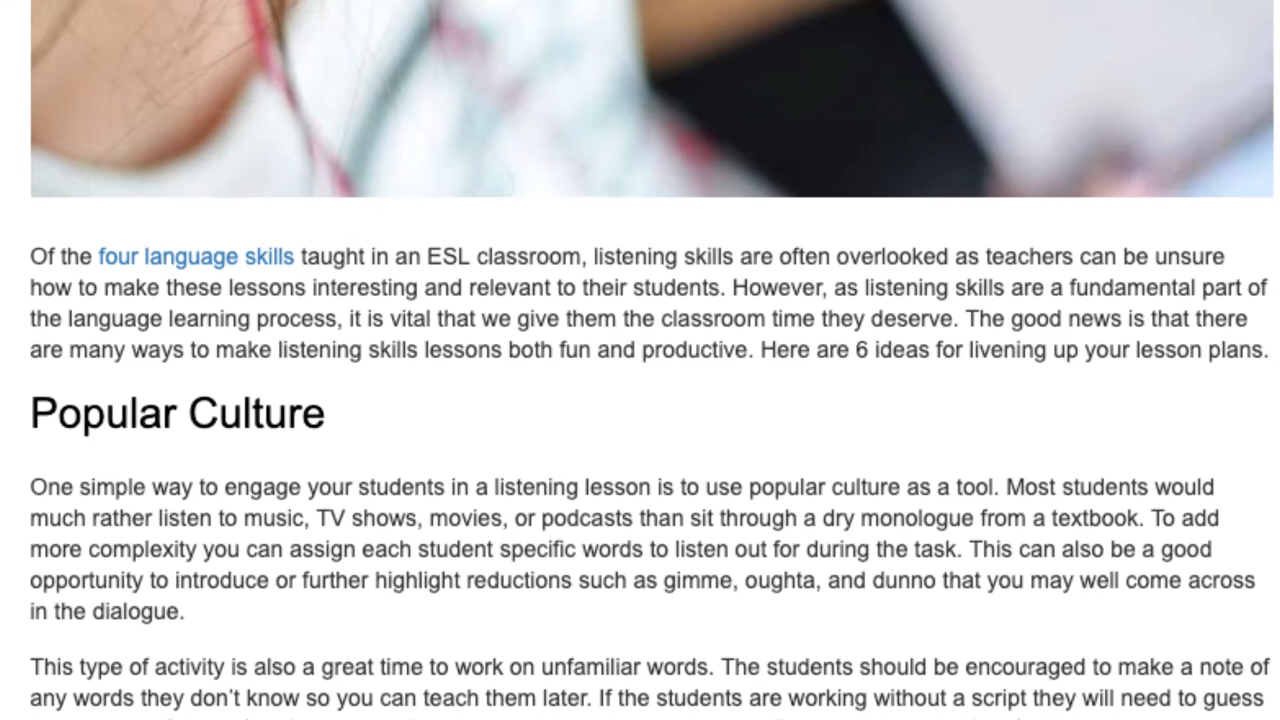 Of the four language skills taught in an ESL classroom, listening skills are often overlooked as teachers can be unsure
how to make these lessons interesting and relevant to their students. However, as listening skills are a fundamental part of
the language learning process, it is vital that we give them the classroom time they deserve. The good news is that there
are many ways to make listening skills lessons both fun and productive. Here are 6 ideas for livening up your lesson plans.
Popular Culture
One simple way to engage your students in a listening lesson is to use popular culture as a tool. Most students would
much rather listen to music, TV shows, movies, or podcasts than sit through a dry monologue from a textbook. To add
more complexity you can assign each student specific words to listen out for during the task. This can also be a good
opportunity to introduce or further highlight reductions such as gimme, oughta, and dunno that you may well come across
in the dialogue.
This type of activity is also a great time to work on unfamiliar words. The students should be encouraged to make a note of
any words they don’t know so you can teach them later. If the students are working without a script they will need to guess